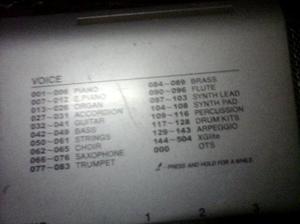 VOICE
001~006 PIANO
007~012 E.PIANO
013~026 ORGAN
027~031 ACCORDION
032~041 GUITAR
042~049 BASS
050~061 STRINGS
062~065 CHOIR
066~076 SAXOPHONE
077~083 TRUMPET
084~089 BRASS
090~096 FLUTE
097~103 SYNTH LEAD
104~108 SYNTH PAD
109~116 PERCUSSION
117~128 DRUM KITS
129~143 ARPEGGIO
144~504 XGlite
000 OTS
: PRESS AND HOLD FOR A WHILE
1 2